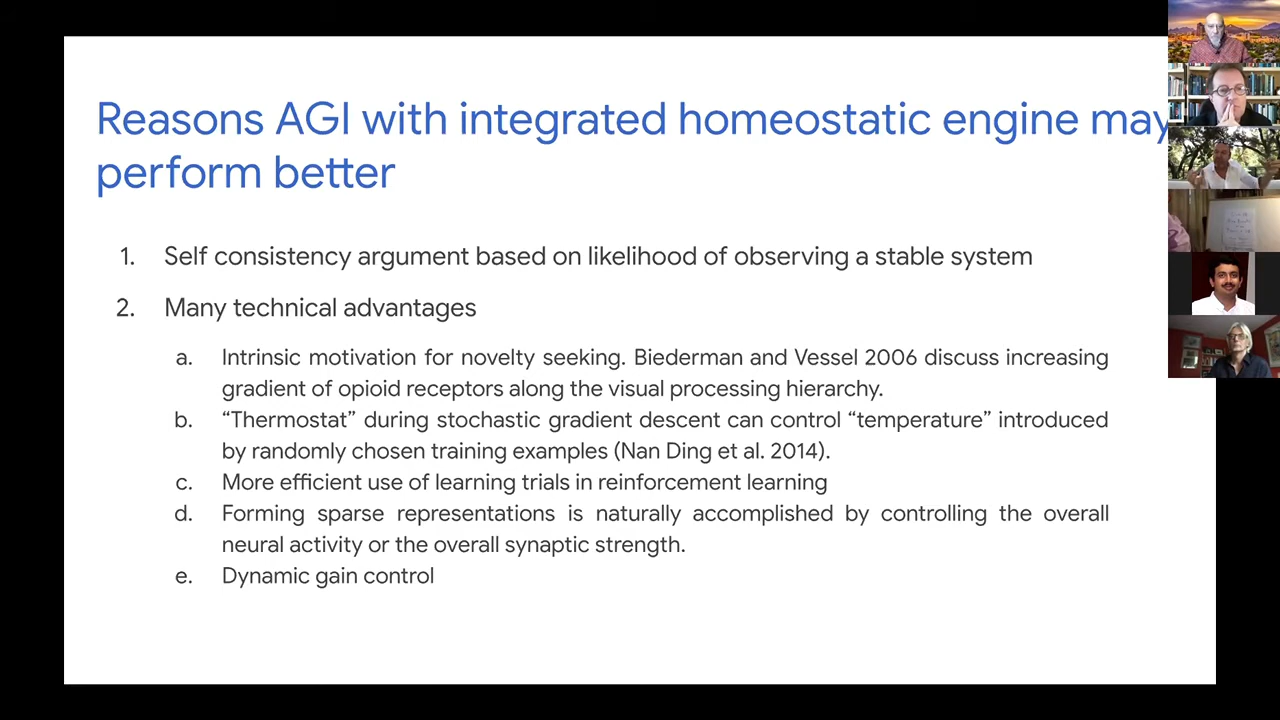 Reasons AGI with integrated homeostatic engine may
perform better
1. Self consistency argument based on likelihood of observing a stable system
2. Many technical advantages
a. Intrinsic motivation for novelty seeking. Biederman and Vessel 2006 discuss increasing
gradient of opioid receptors along the visual processing hierarchy.
b. “Thermostat” during stochastic gradient descent can control “temperature” introduced
by randomly chosen training examples (Nan Ding et al. 2014).
c. More efficient use of learning trials in reinforcement learning
d. Forming sparse representations is naturally accomplished by controlling the overall
neural activity or the overall synaptic strength.
e. Dynamic gain control